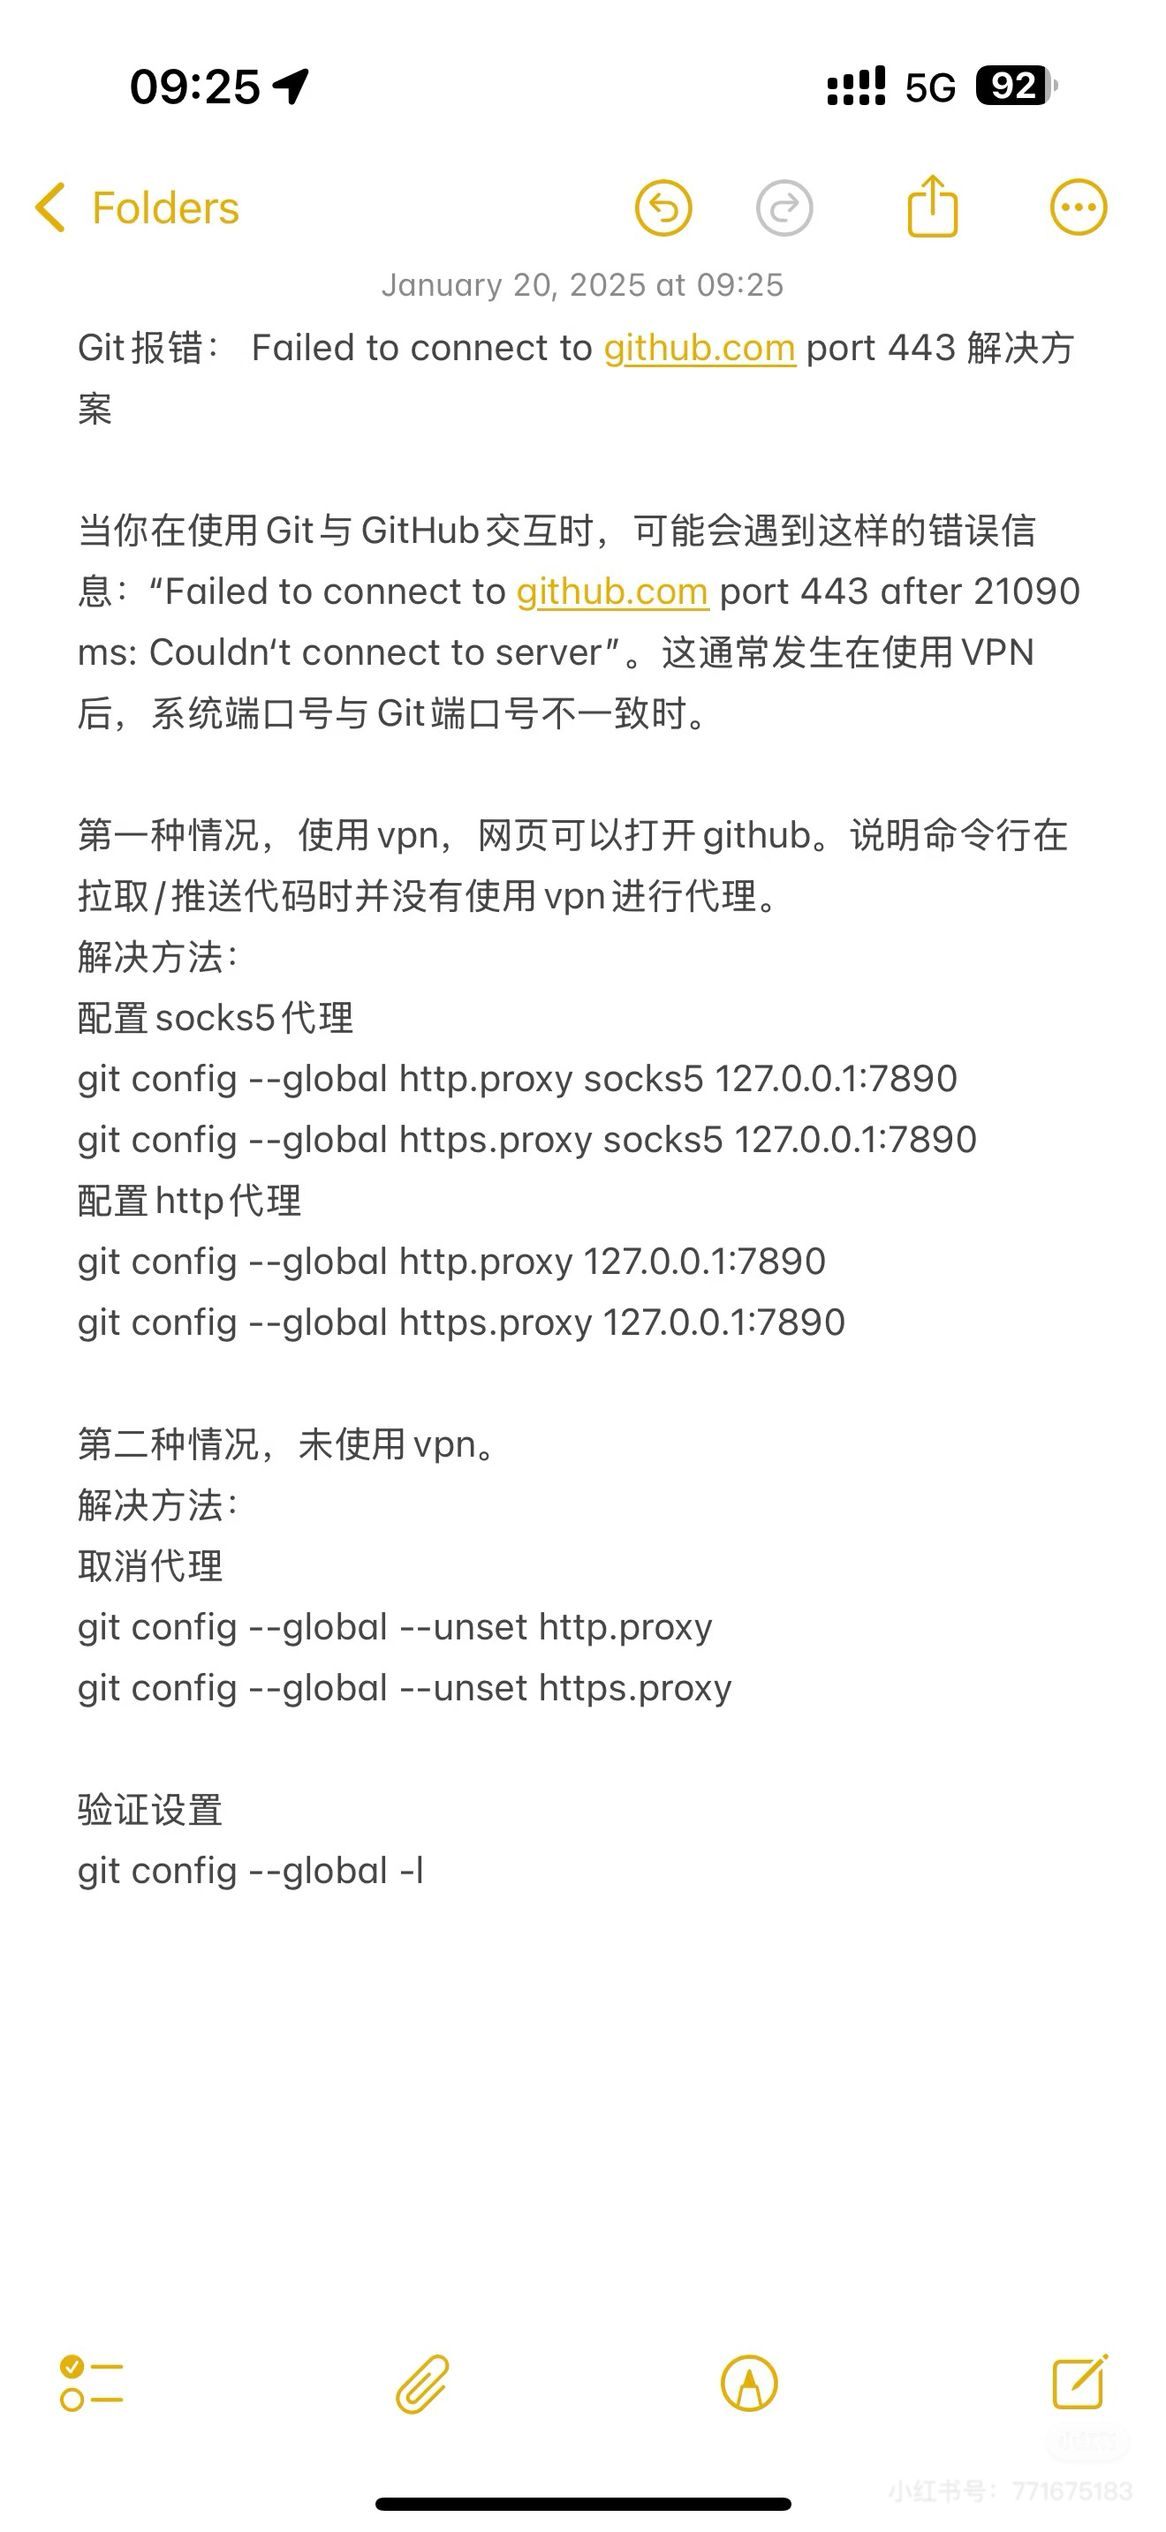 09:25
5G
92
Folders
January 20, 2025 at 09:25
Git报错： Failed to connect to github.com port 443 解决方
案
当你在使用Git与GitHub交互时，可能会遇到这样的错误信
息：“Failed to connect to github.com port 443 after 21090
ms: Couldn‘t connect to server”。这通常发生在使用VPN
后，系统端口号与Git端口号不一致时。
第一种情况，使用vpn，网页可以打开github。说明命令行在
拉取/推送代码时并没有使用vpn进行代理。
解决方法：
配置socks5代理
git config --global http.proxy socks5 127.0.0.1:7890
git config --global https.proxy socks5 127.0.0.1:7890
配置http代理
git config --global http.proxy 127.0.0.1:7890
git config --global https.proxy 127.0.0.1:7890
第二种情况，未使用vpn。
解决方法：
取消代理
git config --global --unset http.proxy
git config --global --unset https.proxy
验证设置
git config --global -l
小红书
小红书号：771675183